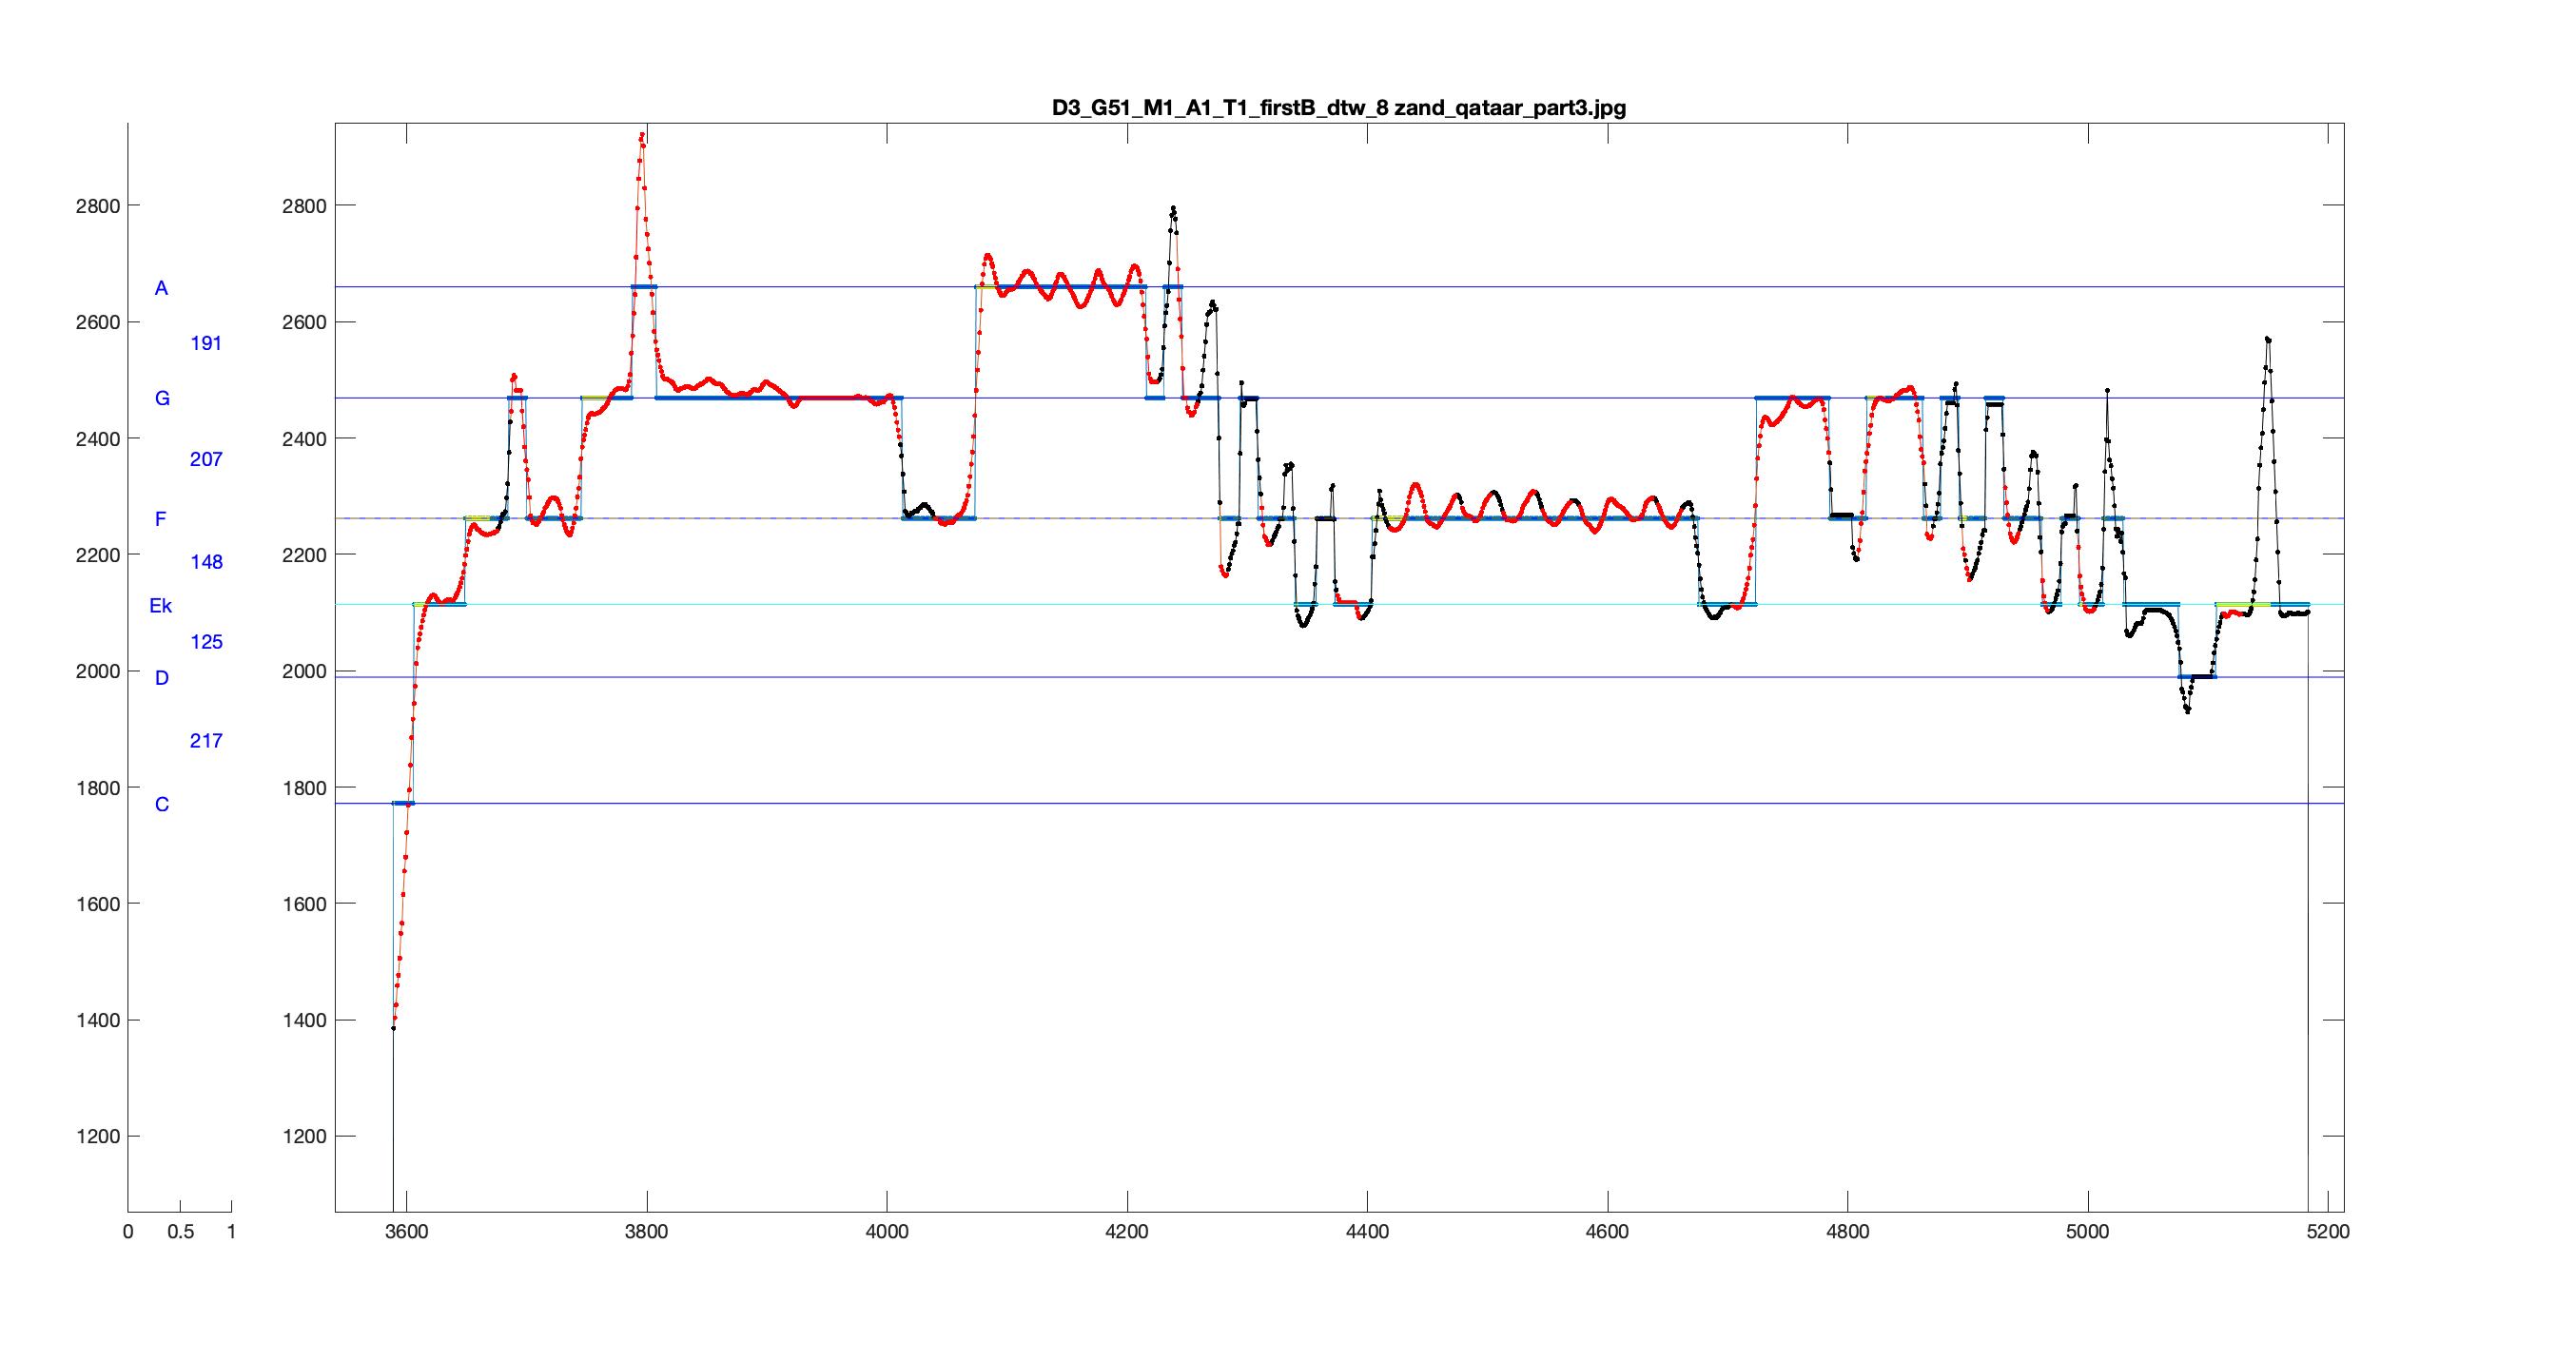 D3_G51_M1_A1_T1_firstB_dtw_8 zand_qataar_part3.jpg
2800 2800
A
2600 2600
191
G
2400 2400
207
F
2200 2200
148
Ek
125
2000 2000
D
217
1800 1800
C
1600 1600
1400 1400
1200 1200
0 0.5 1 3600 3800 4000 4200 4400 4600 4800 5000 5200